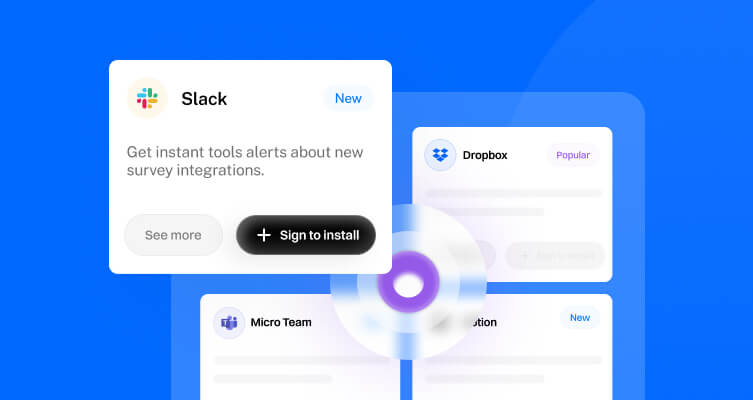 Slack
New
Get instant tools alerts about new
survey integrations.
See more
Sign to install
Dropbox
Popular
Micro Team
New